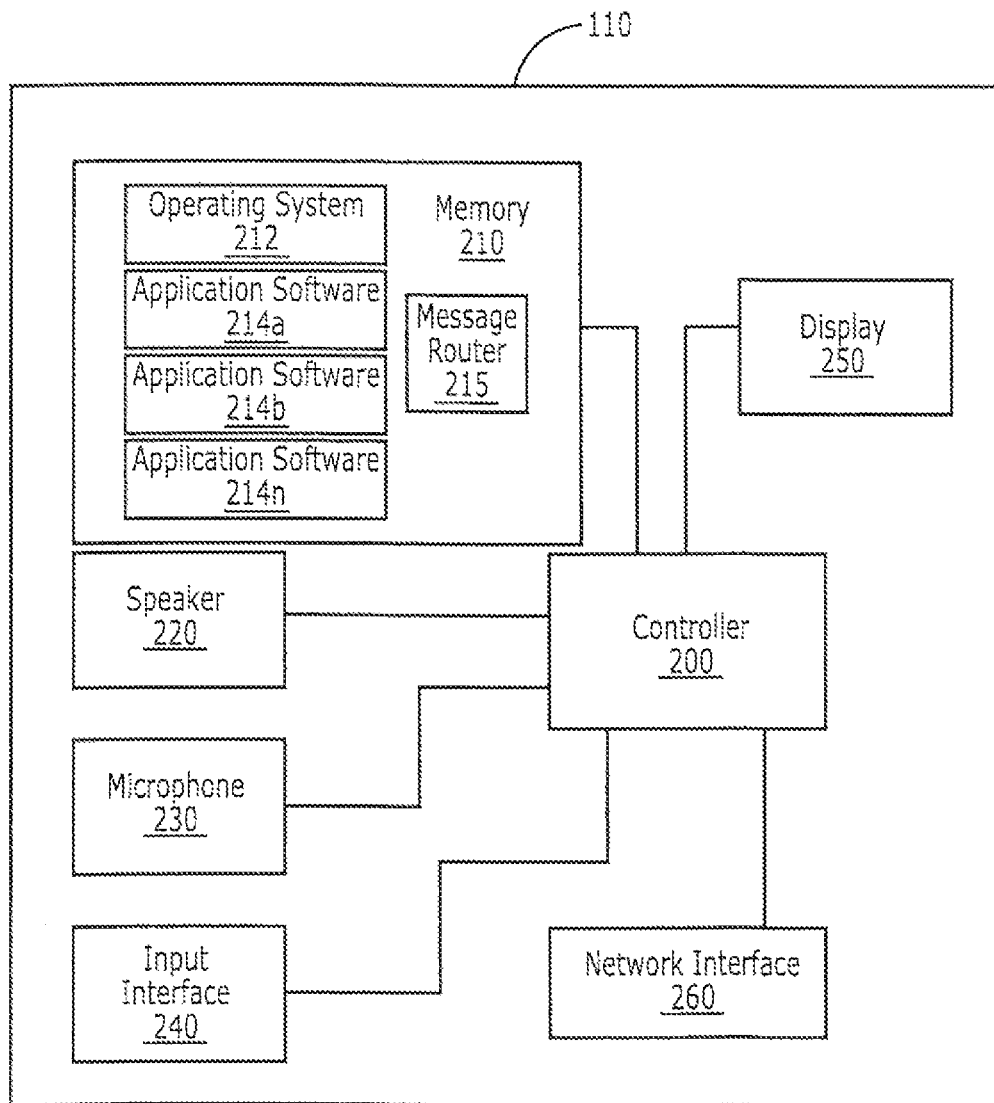 110
Operating System
212
Memory
210
Application Software
214a
Message
Router
215
Application Software
214b
Application Software
214n
Display
250
Speaker
220
Controller
200
Microphone
230
Input
Interface
240
Network Interface
260